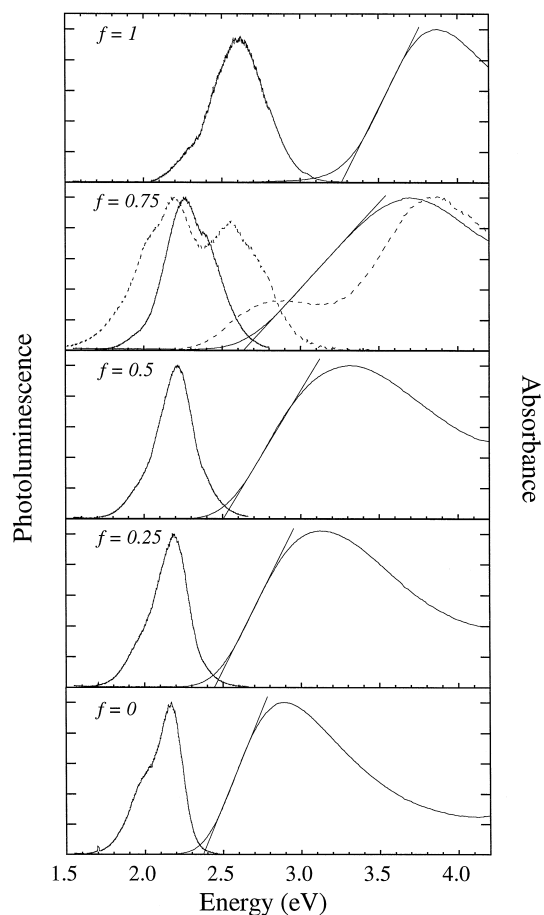 f = 1
f = 0.75
f = 0.5
f = 0.25
f = 0
Photoluminescence
Absorbance
1.5 2.0 2.5 3.0 3.5 4.0
Energy (eV)